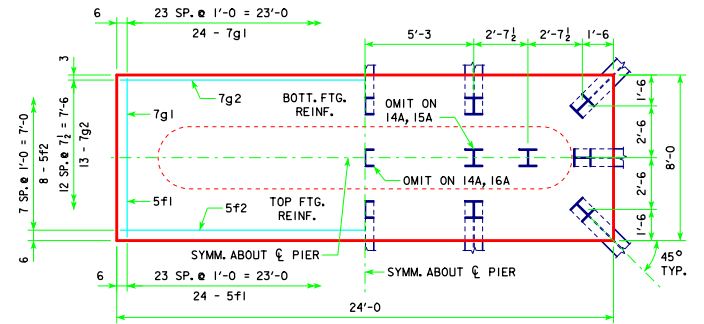 6
23 SP. @ 1'-0 = 23'-0
24 - 7g1
5'-3
2'-7½
2'-7½
1'-6
3
7g2
BOTT. FTG.
REINF.
OMIT ON
14A, 15A
7g1
1'-6
2'-6
8'-0
2'-6
1'-6
7 SP. @ 1'-0 = 7'-0
8 - 5f2
12 SP. @ 7½ = 7'-6
13 - 7g2
OMIT ON 14A, 16A
5f1
TOP FTG.
REINF.
5f2
6
SYMM. ABOUT ℄ PIER
SYMM. ABOUT ℄ PIER
45°
TYP.
6
23 SP. @ 1'-0 = 23'-0
24 - 5f1
24'-0